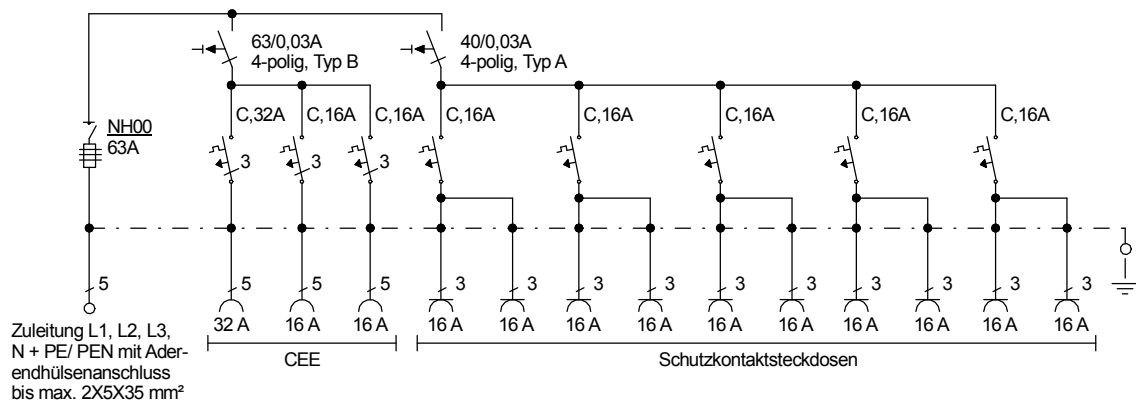 63/0,03A
4-polig, Typ B
40/0,03A
4-polig, Typ A
C,32A
C,16A
C,16A
C,16A
C,16A
C,16A
C,16A
C,16A
NH00
63A
3
3
3
5
5
5
5
3
3
3
3
3
3
3
3
3
3
32 A
16 A
16 A
16 A
16 A
16 A
16 A
16 A
16 A
16 A
16 A
16 A
16 A
Zuleitung L1, L2, L3,
N + PE/ PEN mit Ader-
endhülsenanschluss
bis max. 2X5X35 mm²
CEE
Schutzkontaktsteckdosen